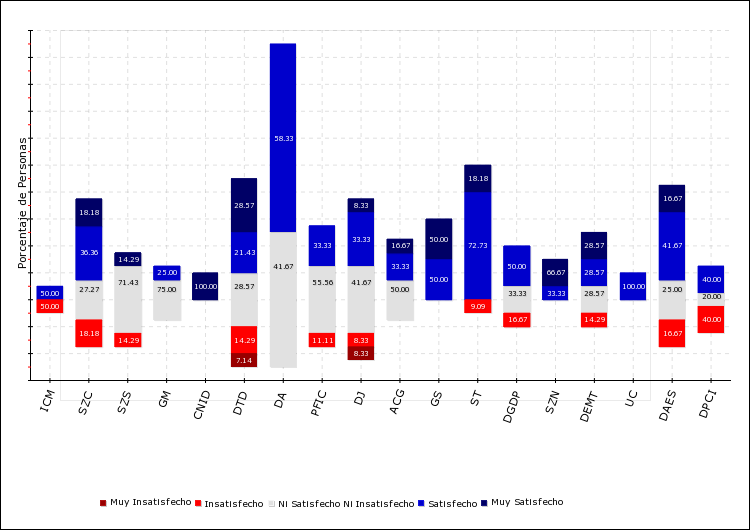 Porcentaje de Personas
58.33
41.67
18.18
72.73
9.09
28.57
21.43
28.57
14.29
7.14
18.18
36.36
27.27
18.18
8.33
33.33
41.67
8.33
8.33
16.67
41.67
25.00
16.67
50.00
50.00
33.33
55.56
11.11
28.57
28.57
28.57
14.29
16.67
33.33
50.00
50.00
33.33
16.67
14.29
71.43
14.29
66.67
33.33
25.00
75.00
40.00
20.00
40.00
100.00
100.00
50.00
50.00
ICM
SZC
SZS
GM
CNID
DTD
DA
PFIC
DJ
ACG
GS
ST
DGDP
SZN
DEMT
UC
DAES
DPCI
Muy Insatisfecho Insatisfecho Ni Satisfecho Ni Insatisfecho Satisfecho Muy Satisfecho